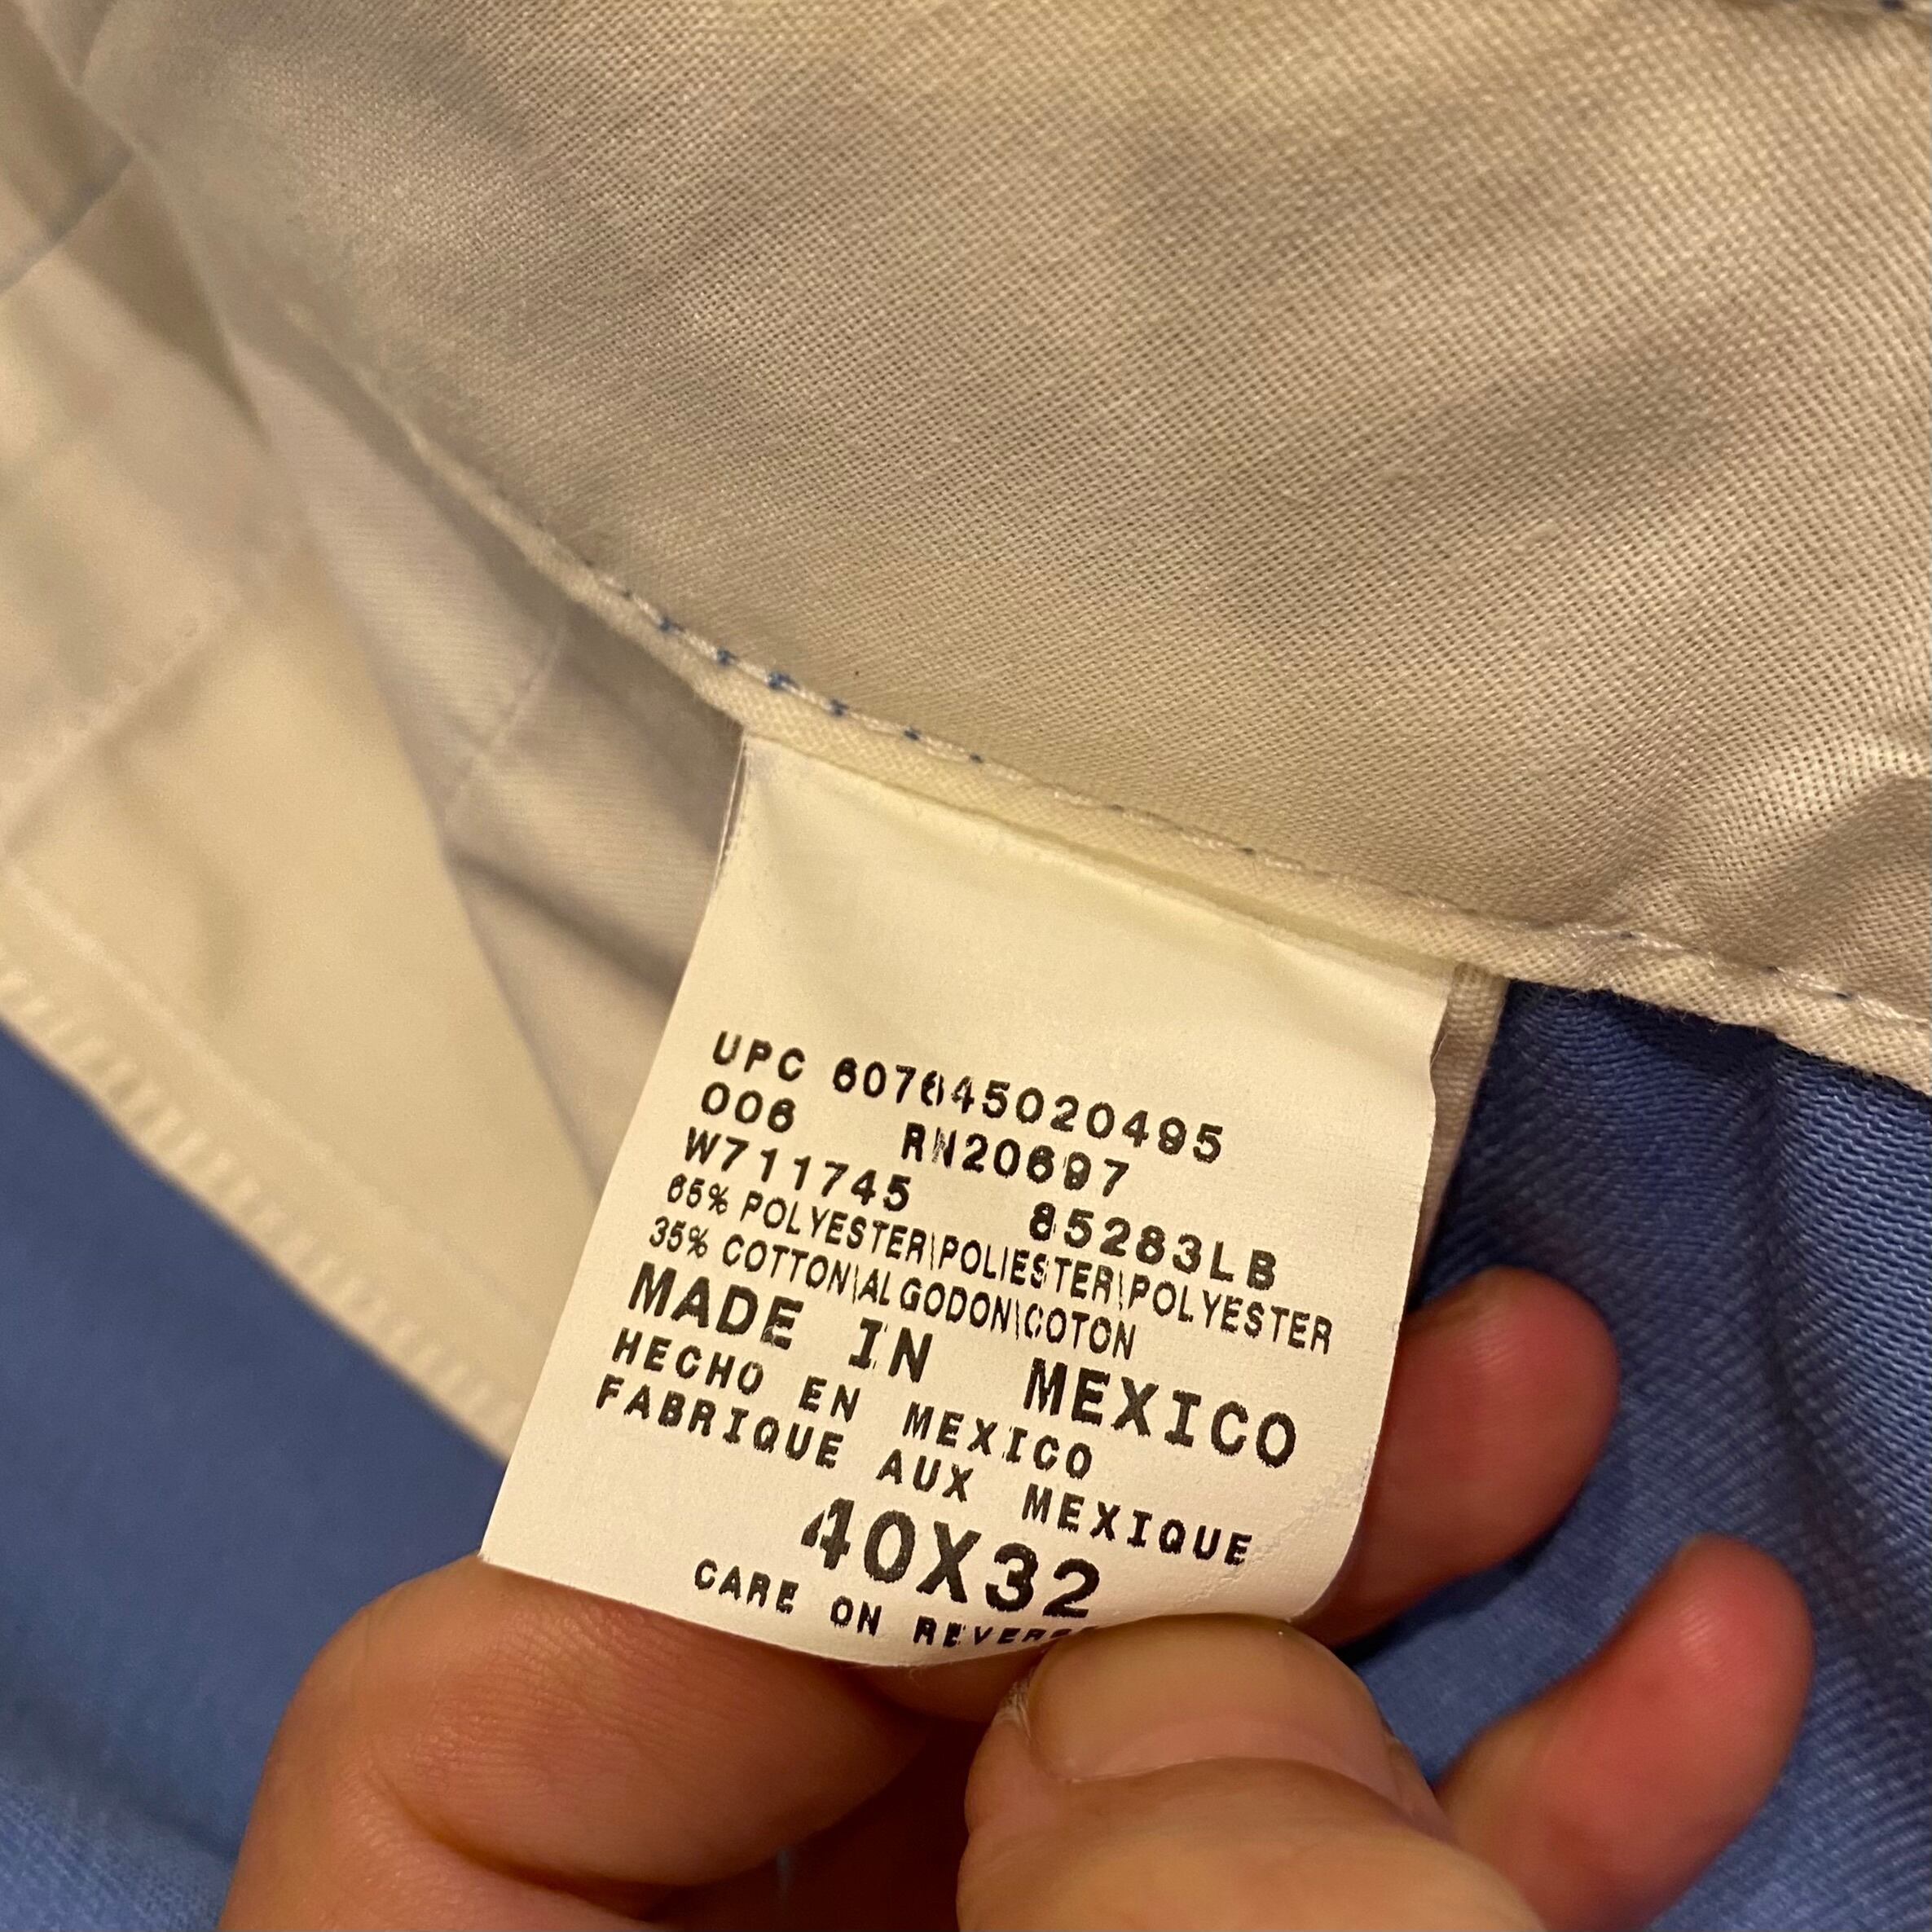 UPC 607645020495
006 RN20697
W711745 85283LB
65% POLYESTER\POLIESTER\POLYESTER
35% COTTON\ALGODON\COTON
MADE IN MEXICO
HECHO EN MEXICO
FABRIQUE AUX MEXIQUE
40X32
CARE ON